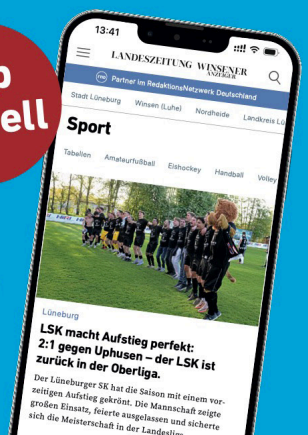 ell
13:41
LANDESZEITUNG WINSENER
ANZEIGER
Partner im RedaktionsNetzwerk Deutschland
Stadt Lüneburg Winsen (Luhe) Nordheide Landkreis Lü
Sport
Tabellen Amateurfußball Eishockey Handball Volley
Lüneburg
LSK macht Aufstieg perfekt:
2:1 gegen Uphusen – der LSK ist
zurück in der Oberliga.
Der Lüneburger SK hat die Saison mit einem vor-
zeitigen Aufstieg gekrönt. Die Mannschaft zeigte
großen Einsatz, feierte ausgelassen und sicherte
sich die Meisterschaft in der Landesliga